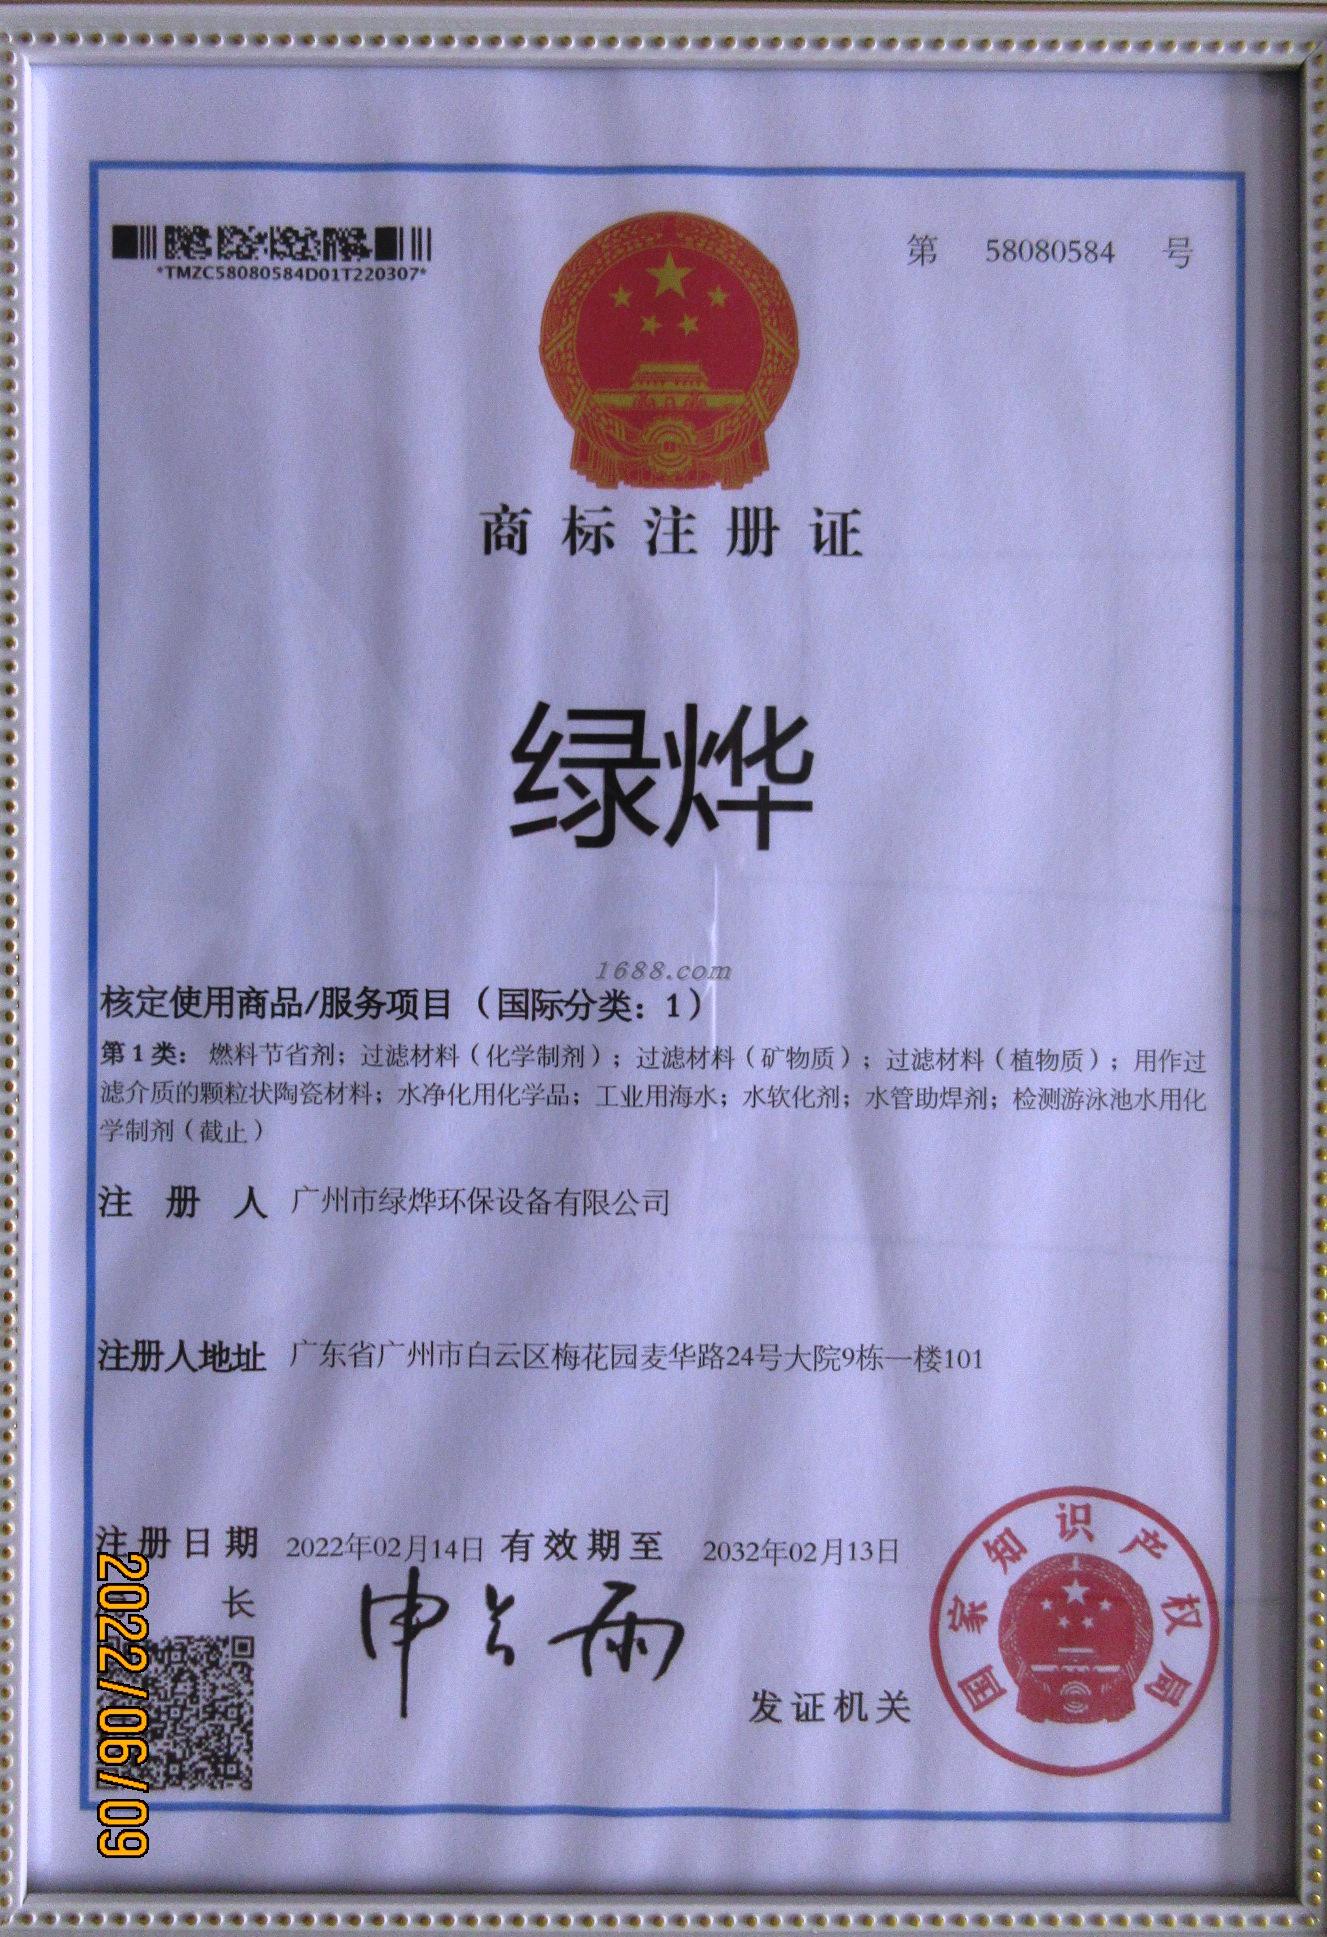 *TMZC58080584D01T220307*
第 58080584 号
商标注册证
绿烨
1688.com
核定使用商品/服务项目（国际分类：1）
第1类：燃料节省剂；过滤材料（化学制剂）；过滤材料（矿物质）；过滤材料（植物质）；用作过
滤介质的颗粒状陶瓷材料；水净化用化学品；工业用海水；水软化剂；水管助焊剂；检测游泳池水用化
学制剂（截止）
注册人 广州市绿烨环保设备有限公司
注册人地址 广东省广州市白云区梅花园麦华路24号大院9栋一楼101
注册日期 2022年02月14日 有效期至 2032年02月13日
长 申长雨
发证机关
国家知识产权局
2022/06/09